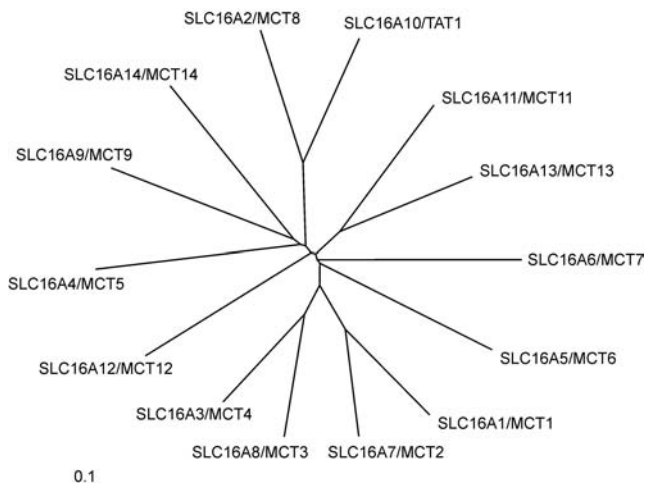 SLC16A2/MCT8
SLC16A10/TAT1
SLC16A14/MCT14
SLC16A11/MCT11
SLC16A9/MCT9
SLC16A13/MCT13
SLC16A6/MCT7
SLC16A4/MCT5
SLC16A5/MCT6
SLC16A12/MCT12
SLC16A3/MCT4
SLC16A1/MCT1
SLC16A8/MCT3
SLC16A7/MCT2
0.1